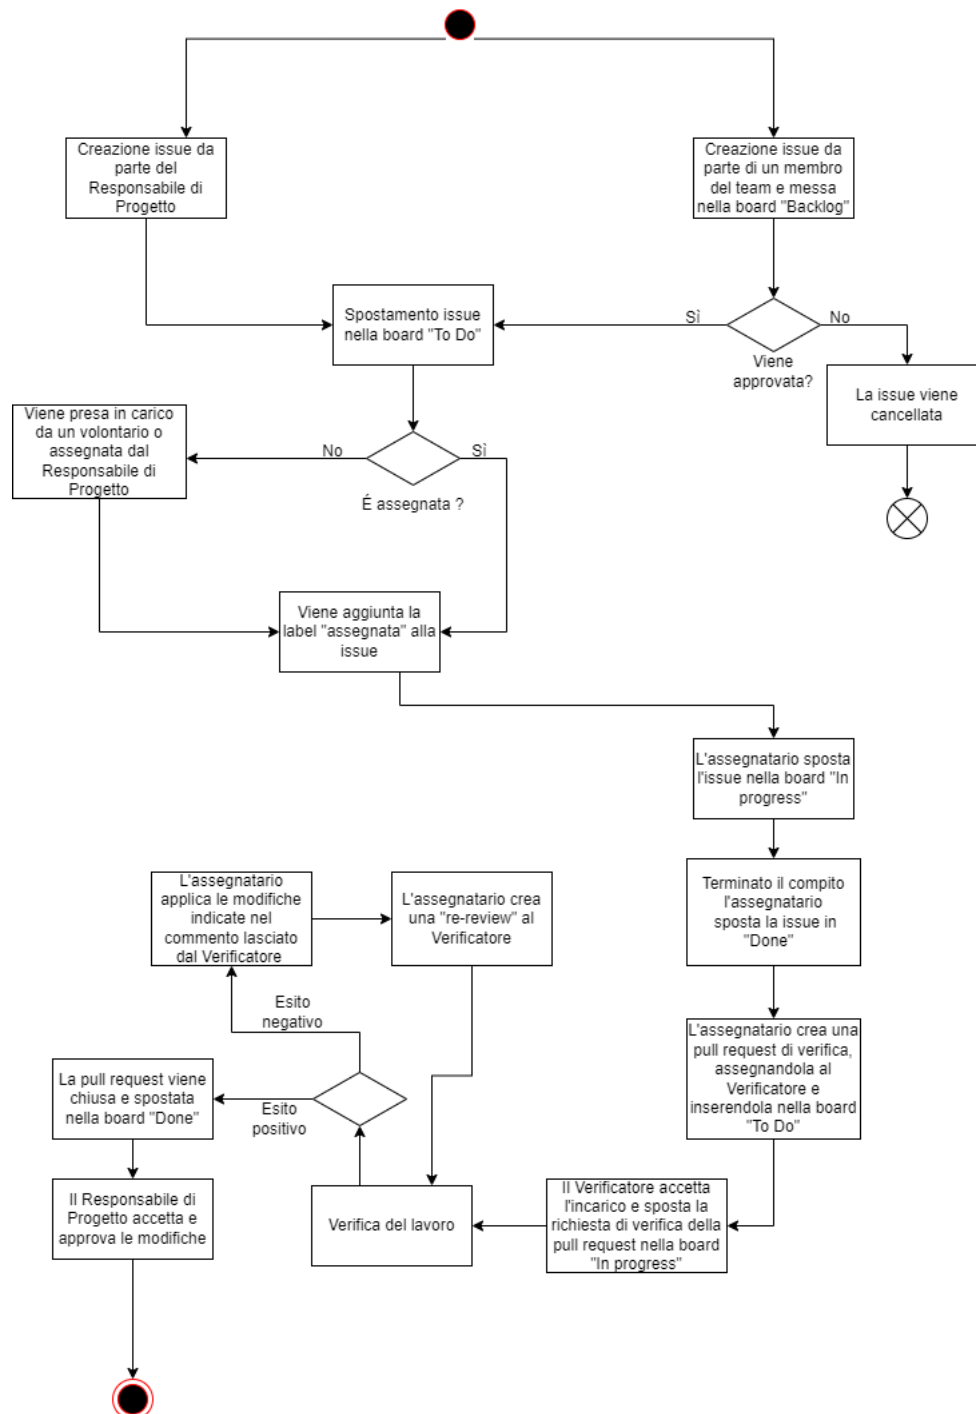 Creazione issue da
parte del
Responsabile di
Progetto
Creazione issue da
parte di un membro
del team e messa
nella board "Backlog"
Spostamento issue
nella board "To Do"
Sì
No
Viene
approvata?
La issue viene
cancellata
Viene presa in carico
da un volontario o
assegnata dal
Responsabile di
Progetto
No
Sì
É assegnata ?
Viene aggiunta la
label "assegnata" alla
issue
L'assegnatario sposta
l'issue nella board "In
progress"
Terminato il compito
l'assegnatario
sposta la issue in
"Done"
L'assegnatario crea una
pull request di verifica,
assegnandola al
Verificatore e
inserendola nella board
"To Do"
Il Verificatore accetta
l'incarico e sposta la
richiesta di verifica della
pull request nella board
"In progress"
Verifica del lavoro
L'assegnatario
applica le modifiche
indicate nel
commento lasciato
dal Verificatore
L'assegnatario crea
una "re-review" al
Verificatore
Esito
negativo
Esito
positivo
La pull request viene
chiusa e spostata
nella board "Done"
Il Responsabile di
Progetto accetta e
approva le modifiche